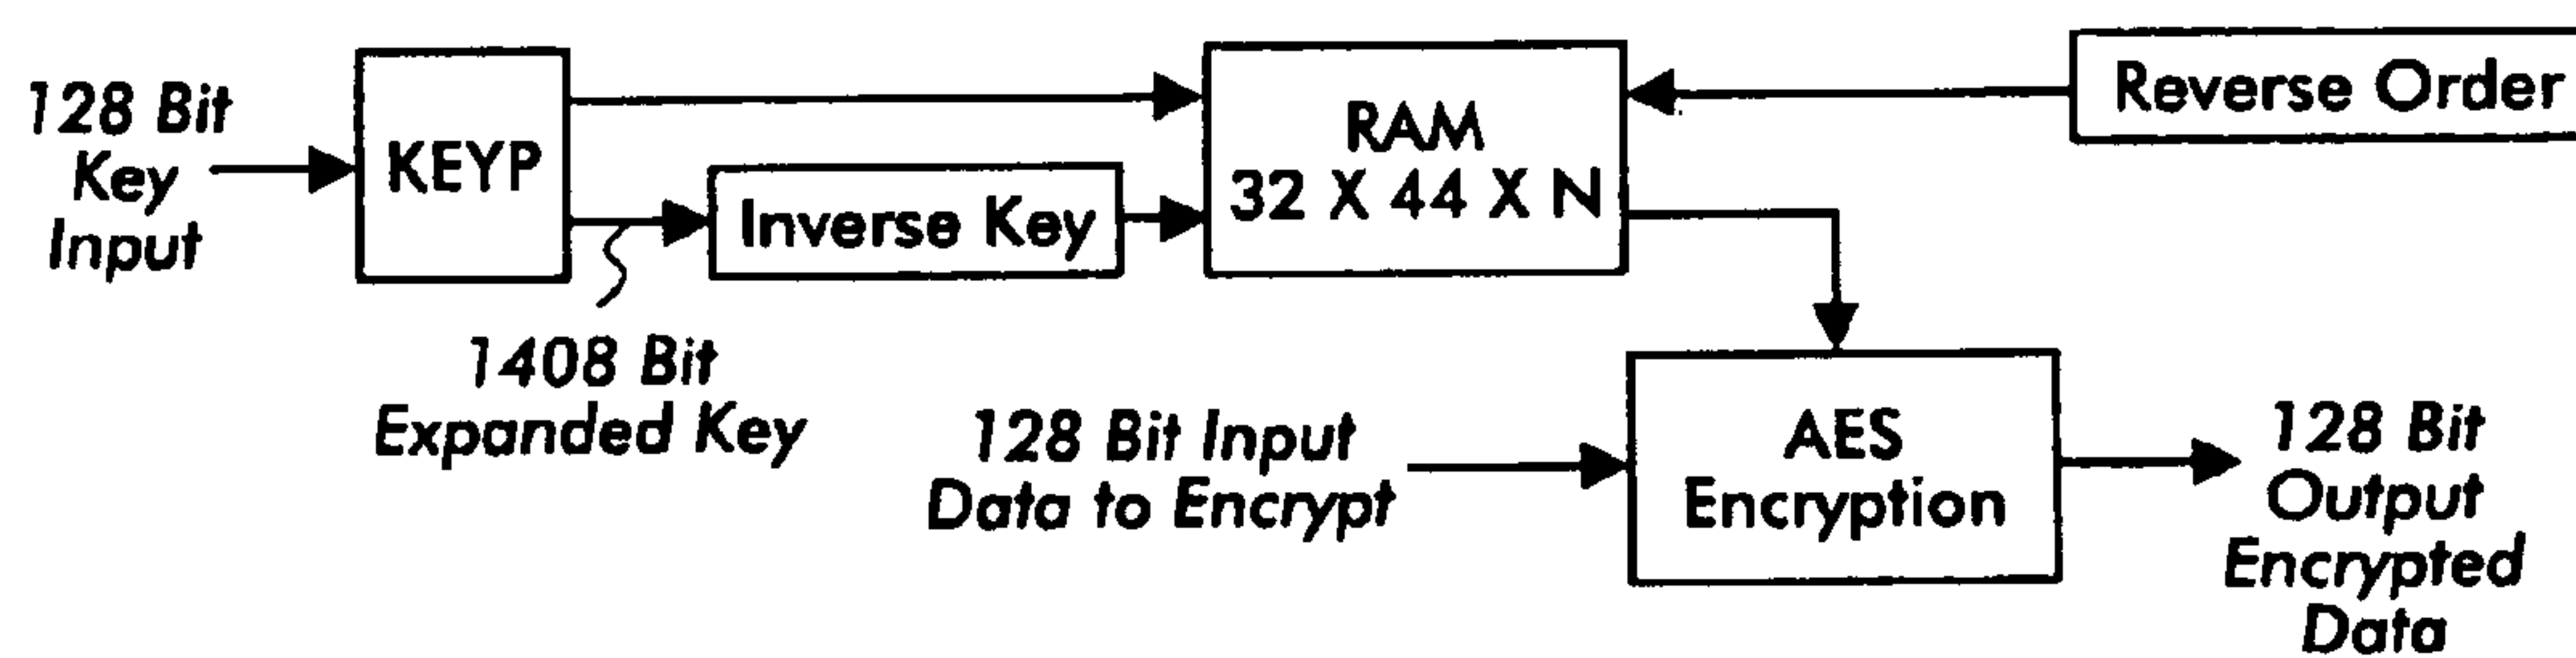 128 Bit
Key
Input
KEYP
Inverse Key
1408 Bit
Expanded Key
RAM
32 X 44 X N
Reverse Order
128 Bit Input
Data to Encrypt
AES
Encryption
128 Bit
Output
Encrypted
Data